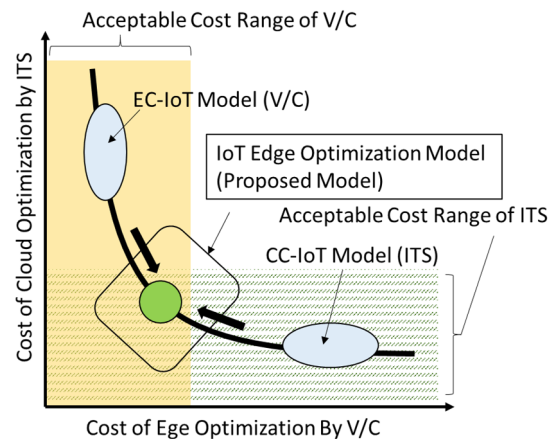 Acceptable Cost Range of V/C
EC-IoT Model (V/C)
IoT Edge Optimization Model
(Proposed Model)
Acceptable Cost Range of ITS
CC-IoT Model (ITS)
Cost of Cloud Optimization by ITS
Cost of Ege Optimization By V/C